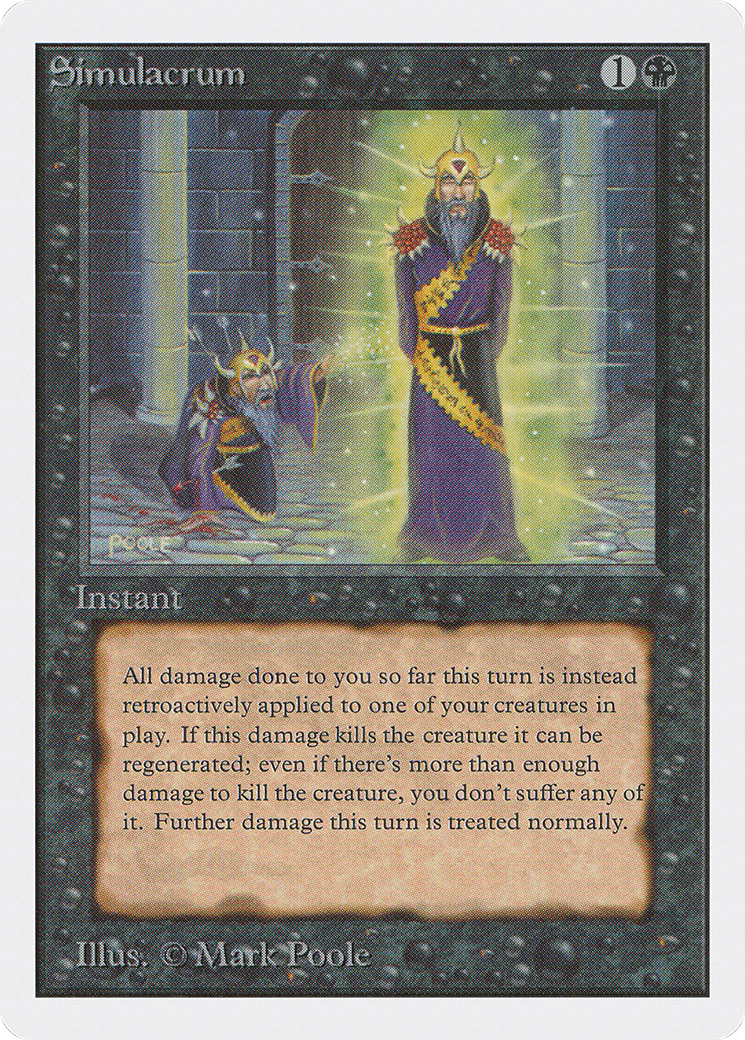 Simulacrum 1
POOLE
Instant
All damage done to you so far this turn is instead
retroactively applied to one of your creatures in
play. If this damage kills the creature it can be
regenerated; even if there's more than enough
damage to kill the creature, you don't suffer any of
it. Further damage this turn is treated normally.
Illus. © Mark Poole